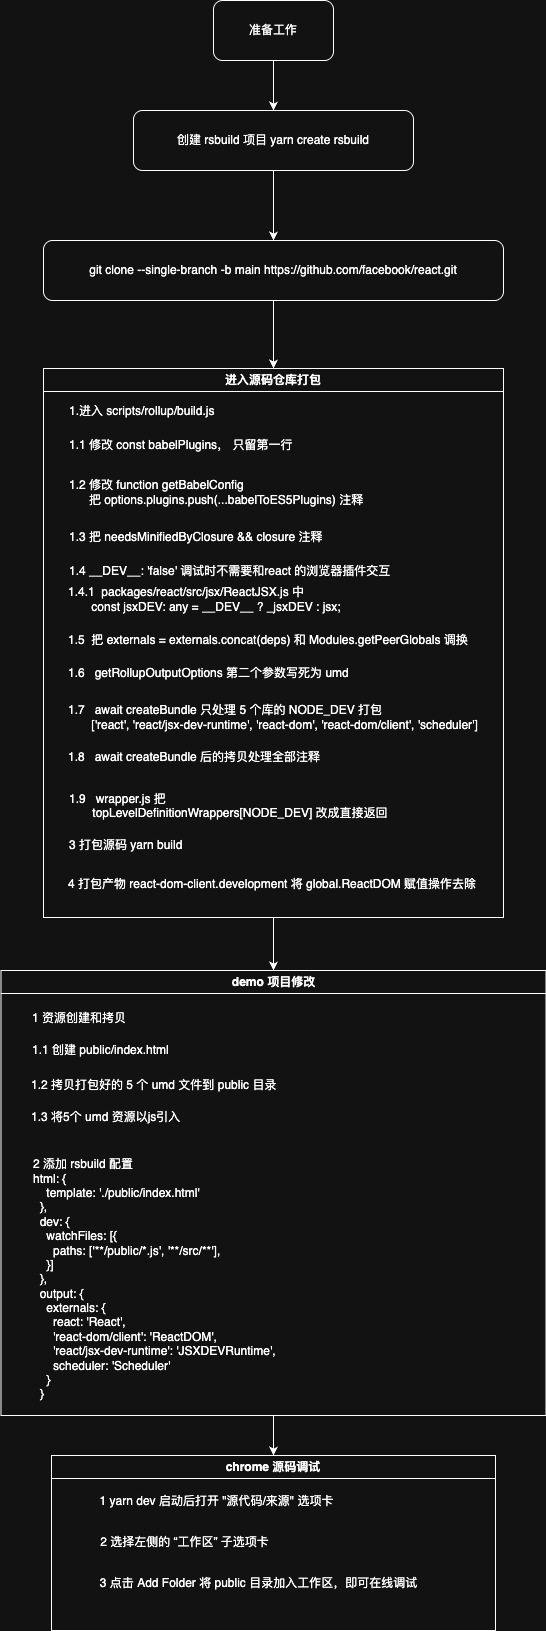 准备工作
创建 rsbuild 项目 yarn create rsbuild
git clone --single-branch -b main https://github.com/facebook/react.git
进入源码仓库打包
1.进入 scripts/rollup/build.js
1.1 修改 const babelPlugins， 只留第一行
1.2 修改 function getBabelConfig
把 options.plugins.push(...babelToES5Plugins) 注释
1.3 把 needsMinifiedByClosure && closure 注释
1.4 __DEV__: 'false' 调试时不需要和react 的浏览器插件交互
1.4.1 packages/react/src/jsx/ReactJSX.js 中
const jsxDEV: any = __DEV__ ? _jsxDEV : jsx;
1.5 把 externals = externals.concat(deps) 和 Modules.getPeerGlobals 调换
1.6 getRollupOutputOptions 第二个参数写死为 umd
1.7 await createBundle 只处理 5 个库的 NODE_DEV 打包
['react', 'react/jsx-dev-runtime', 'react-dom', 'react-dom/client', 'scheduler']
1.8 await createBundle 后的拷贝处理全部注释
1.9 wrapper.js 把
topLevelDefinitionWrappers[NODE_DEV] 改成直接返回
3 打包源码 yarn build
4 打包产物 react-dom-client.development 将 global.ReactDOM 赋值操作去除
demo 项目修改
1 资源创建和拷贝
1.1 创建 public/index.html
1.2 拷贝打包好的 5 个 umd 文件到 public 目录
1.3 将5个 umd 资源以js引入
2 添加 rsbuild 配置
html: {
template: './public/index.html'
},
dev: {
watchFiles: [{
paths: ['**/public/*.js', '**/src/**'],
}]
},
output: {
externals: {
react: 'React',
'react-dom/client': 'ReactDOM',
'react/jsx-dev-runtime': 'JSXDEVRuntime',
scheduler: 'Scheduler'
}
}
chrome 源码调试
1 yarn dev 启动后打开 "源代码/来源" 选项卡
2 选择左侧的 “工作区” 子选项卡
3 点击 Add Folder 将 public 目录加入工作区，即可在线调试